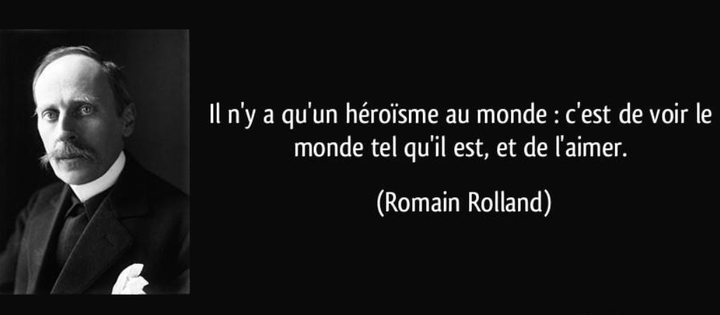 Il n'y a qu'un héroïsme au monde : c'est de voir le
monde tel qu'il est, et de l'aimer.
(Romain Rolland)